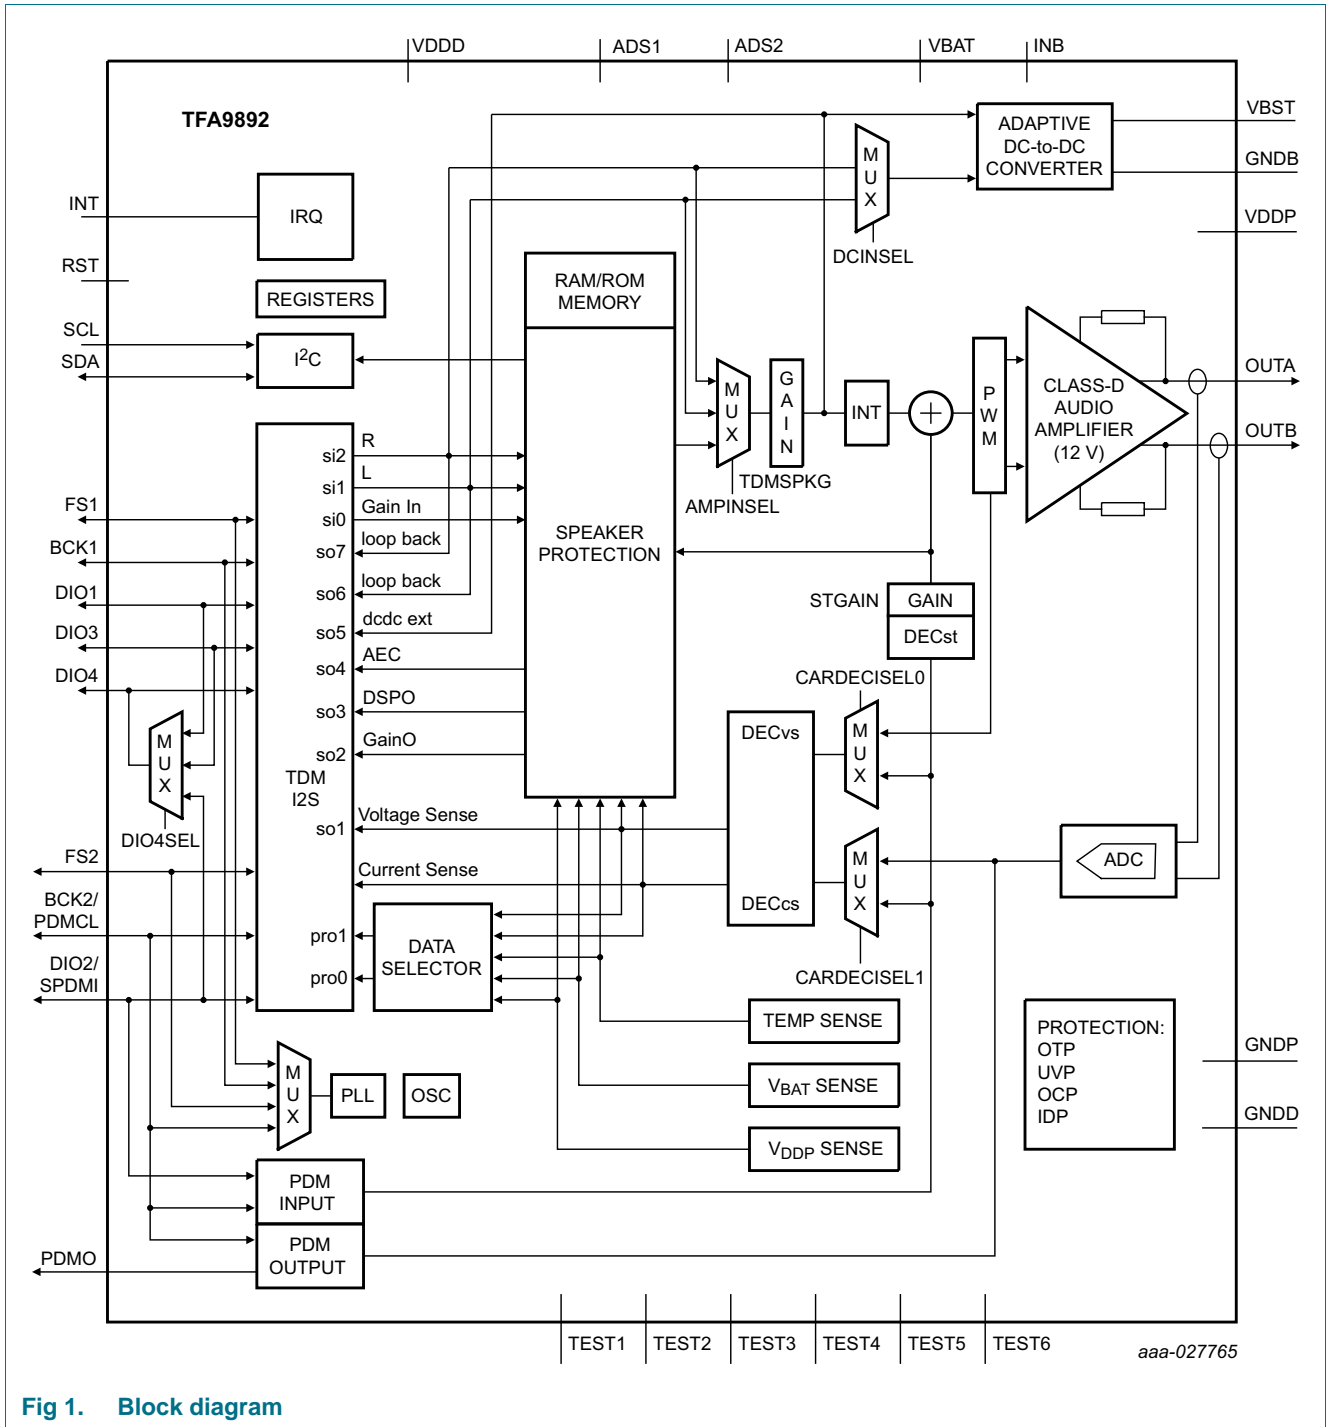 VDDD
ADS1
ADS2
VBAT
INB
TFA9892
INT
RST
SCL
SDA
FS1
BCK1
DIO1
DIO3
DIO4
FS2
BCK2/
PDMCL
DIO2/
SPDMI
PDMO
IRQ
REGISTERS
I2C
M
U
X
DIO4SEL
si2
si1
si0
so7
so6
so5
so4
so3
so2
TDM
I2S
so1
pro1
pro0
R
L
Gain In
loop back
loop back
dcdc ext
AEC
DSPO
GainO
Voltage Sense
Current Sense
DATA
SELECTOR
M
U
X
PLL
OSC
PDM
INPUT
PDM
OUTPUT
RAM/ROM
MEMORY
SPEAKER
PROTECTION
M
U
X
AMPINSEL
G
A
I
N
TDMSPKG
M
U
X
DCINSEL
ADAPTIVE
DC-to-DC
CONVERTER
INT
P
W
M
CLASS-D
AUDIO
AMPLIFIER
(12 V)
STGAIN
GAIN
DECst
CARDECISEL0
M
U
X
DECvs
DECcs
M
U
X
CARDECISEL1
ADC
TEMP SENSE
VBAT SENSE
VDDP SENSE
PROTECTION:
OTP
UVP
OCP
IDP
VBST
GNDB
VDDP
OUTA
OUTB
GNDP
GNDD
TEST1
TEST2
TEST3
TEST4
TEST5
TEST6
aaa-027765
Fig 1. Block diagram